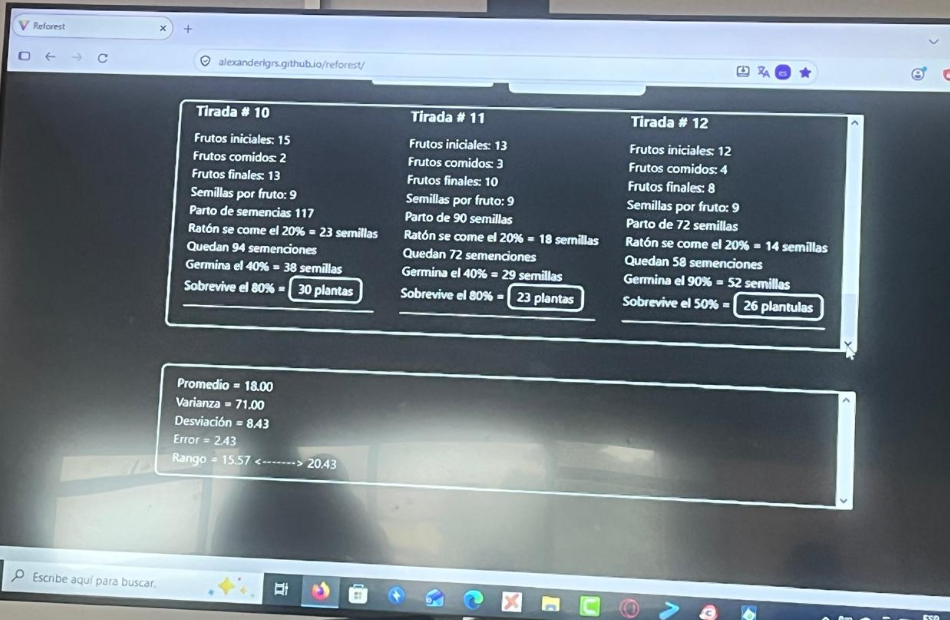 Reforest
alexanderlgrs.github.io/reforest/
Tirada # 10
Frutos iniciales: 15
Frutos comidos: 2
Frutos finales: 13
Semillas por fruto: 9
Parto de semencias 117
Ratón se come el 20% = 23 semillas
Quedan 94 semenciones
Germina el 40% = 38 semillas
Sobrevive el 80% = 30 plantas
Tirada # 11
Frutos iniciales: 13
Frutos comidos: 3
Frutos finales: 10
Semillas por fruto: 9
Parto de 90 semillas
Ratón se come el 20% = 18 semillas
Quedan 72 semenciones
Germina el 40% = 29 semillas
Sobrevive el 80% = 23 plantas
Tirada # 12
Frutos iniciales: 12
Frutos comidos: 4
Frutos finales: 8
Semillas por fruto: 9
Parto de 72 semillas
Ratón se come el 20% = 14 semillas
Quedan 58 semenciones
Germina el 90% = 52 semillas
Sobrevive el 50% = 26 plantulas
Promedio = 18.00
Varianza = 71.00
Desviación = 8.43
Error = 2.43
Rango = 15.57 <-------> 20.43
Escribe aquí para buscar.